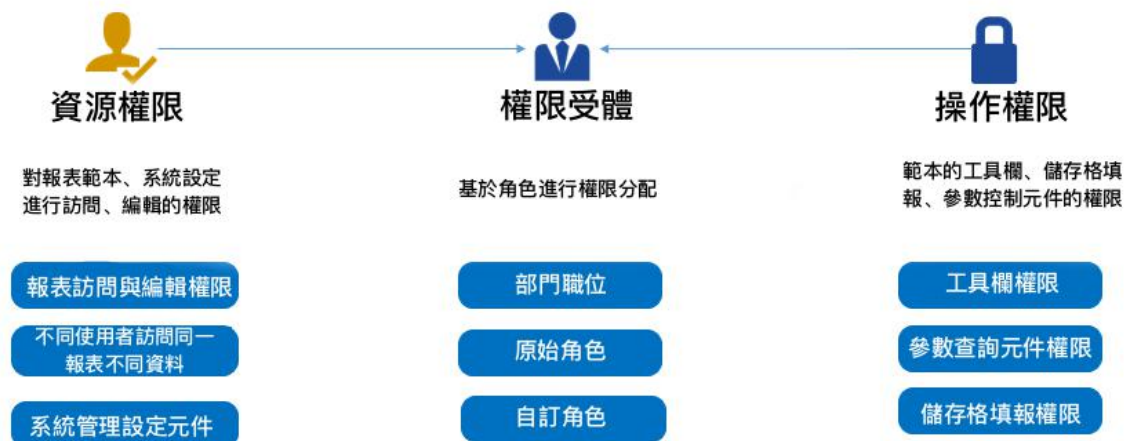 資源權限
權限受體
操作權限
對報表範本、系統設定
進行訪問、編輯的權限
基於角色進行權限分配
範本的工具欄、儲存格填
報、參數控制元件的權限
報表訪問與編輯權限
部門職位
工具欄權限
不同使用者訪問同一
報表不同資料
原始角色
參數查詢元件權限
系統管理設定元件
自訂角色
儲存格填報權限